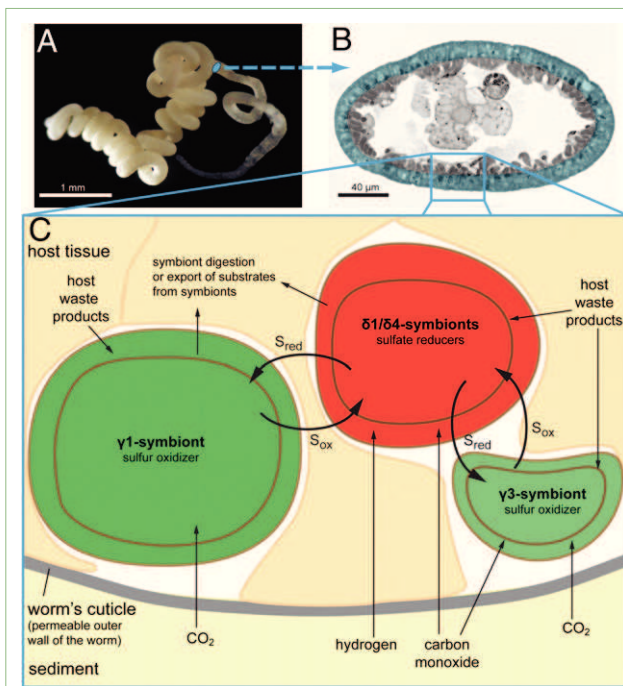 A
B
1 mm
40 µm
C
host tissue
host
waste
products
symbiont digestion
or export of substrates
from symbionts
δ1/δ4-symbionts
sulfate reducers
host
waste
products
Sred
Sox
Sred
Sox
γ1-symbiont
sulfur oxidizer
γ3-symbiont
sulfur oxidizer
worm's cuticle
(permeable outer
wall of the worm)
CO2
hydrogen
carbon
monoxide
CO2
sediment